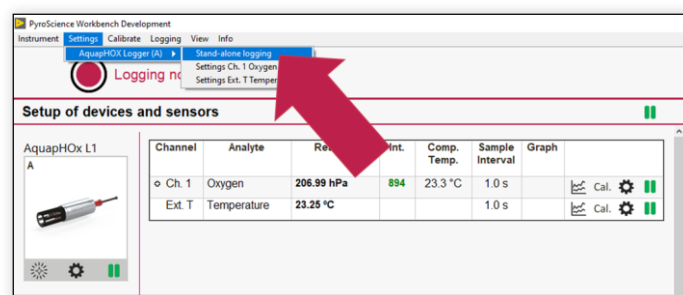 PyroScience Workbench Development
Instrument Settings Calibrate Logging View Info
AquapHOX Logger (A) Stand-alone logging
Settings Ch. 1 Oxygen
Settings Ext. T
Logging
Setup of devices and sensors
AquapHOx L1
A
Channel Analyte Int. Comp. Temp. Sample Interval Graph
Ch. 1 Oxygen 206.99 hPa 894 23.3 °C 1.0 s Cal.
Ext. T Temperature 23.25 °C 1.0 s Cal.